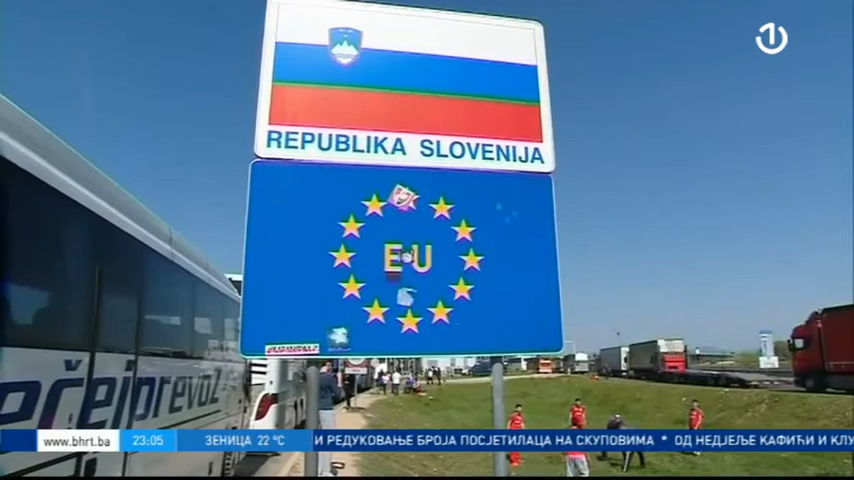 REPUBLIKA SLOVENIJA
EU
ečejprevoz
www.bhrt.ba 23:05 ЗЕНИЦА 22°C И РЕДУКОВАЊЕ БРОЈА ПОСЈЕТИЛАЦА НА СКУПОВИМА * ОД НЕДЈЕЉЕ КАФИЋИ И КЛУ